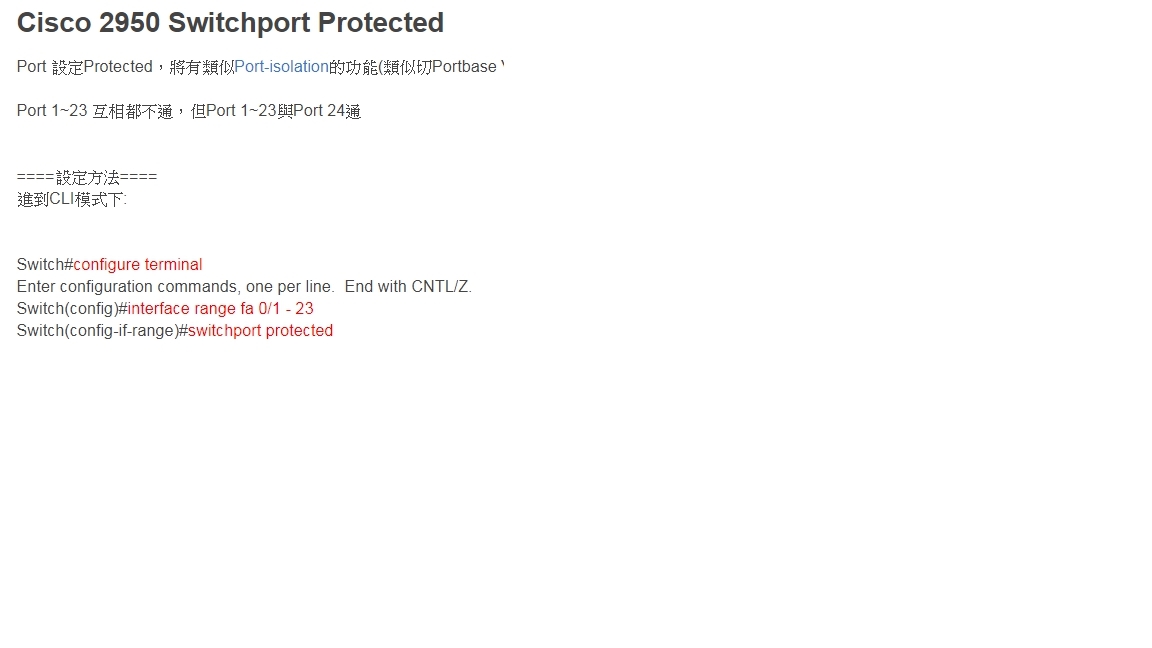 Cisco 2950 Switchport Protected
Port 設定Protected，將有類似Port-isolation的功能(類似切Portbase
Port 1~23 互相都不通，但Port 1~23與Port 24通
====設定方法====
進到CLI模式下:
Switch#configure terminal
Enter configuration commands, one per line.  End with CNTL/Z.
Switch(config)#interface range fa 0/1 - 23
Switch(config-if-range)#switchport protected